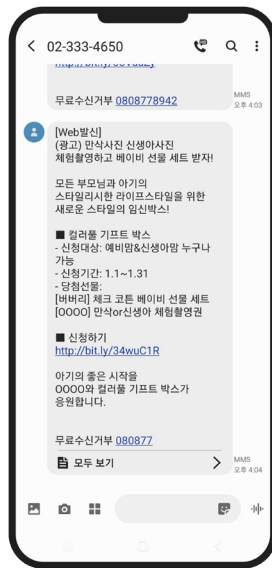 02-333-4650
무료수신거부 0808778942
MMS
오후 4:03
[Web발신]
(광고) 만삭사진 신생아사진
체험촬영하고 베이비 선물 세트 받자!
모든 부모님과 아기의
스타일리시한 라이프스타일을 위한
새로운 스타일의 임신박스!
■ 컬러풀 기프트 박스
- 신청대상: 예비맘&신생아맘 누구나
가능
- 신청기간: 1.1~1.31
- 당첨선물:
[버버리] 체크 코튼 베이비 선물 세트
[OOOO] 만삭or신생아 체험촬영권
■ 신청하기
http://bit.ly/34wuC1R
아기의 좋은 시작을
OOOO와 컬러풀 기프트 박스가
응원합니다.
무료수신거부 080877
모두 보기
MMS
오후 4:04